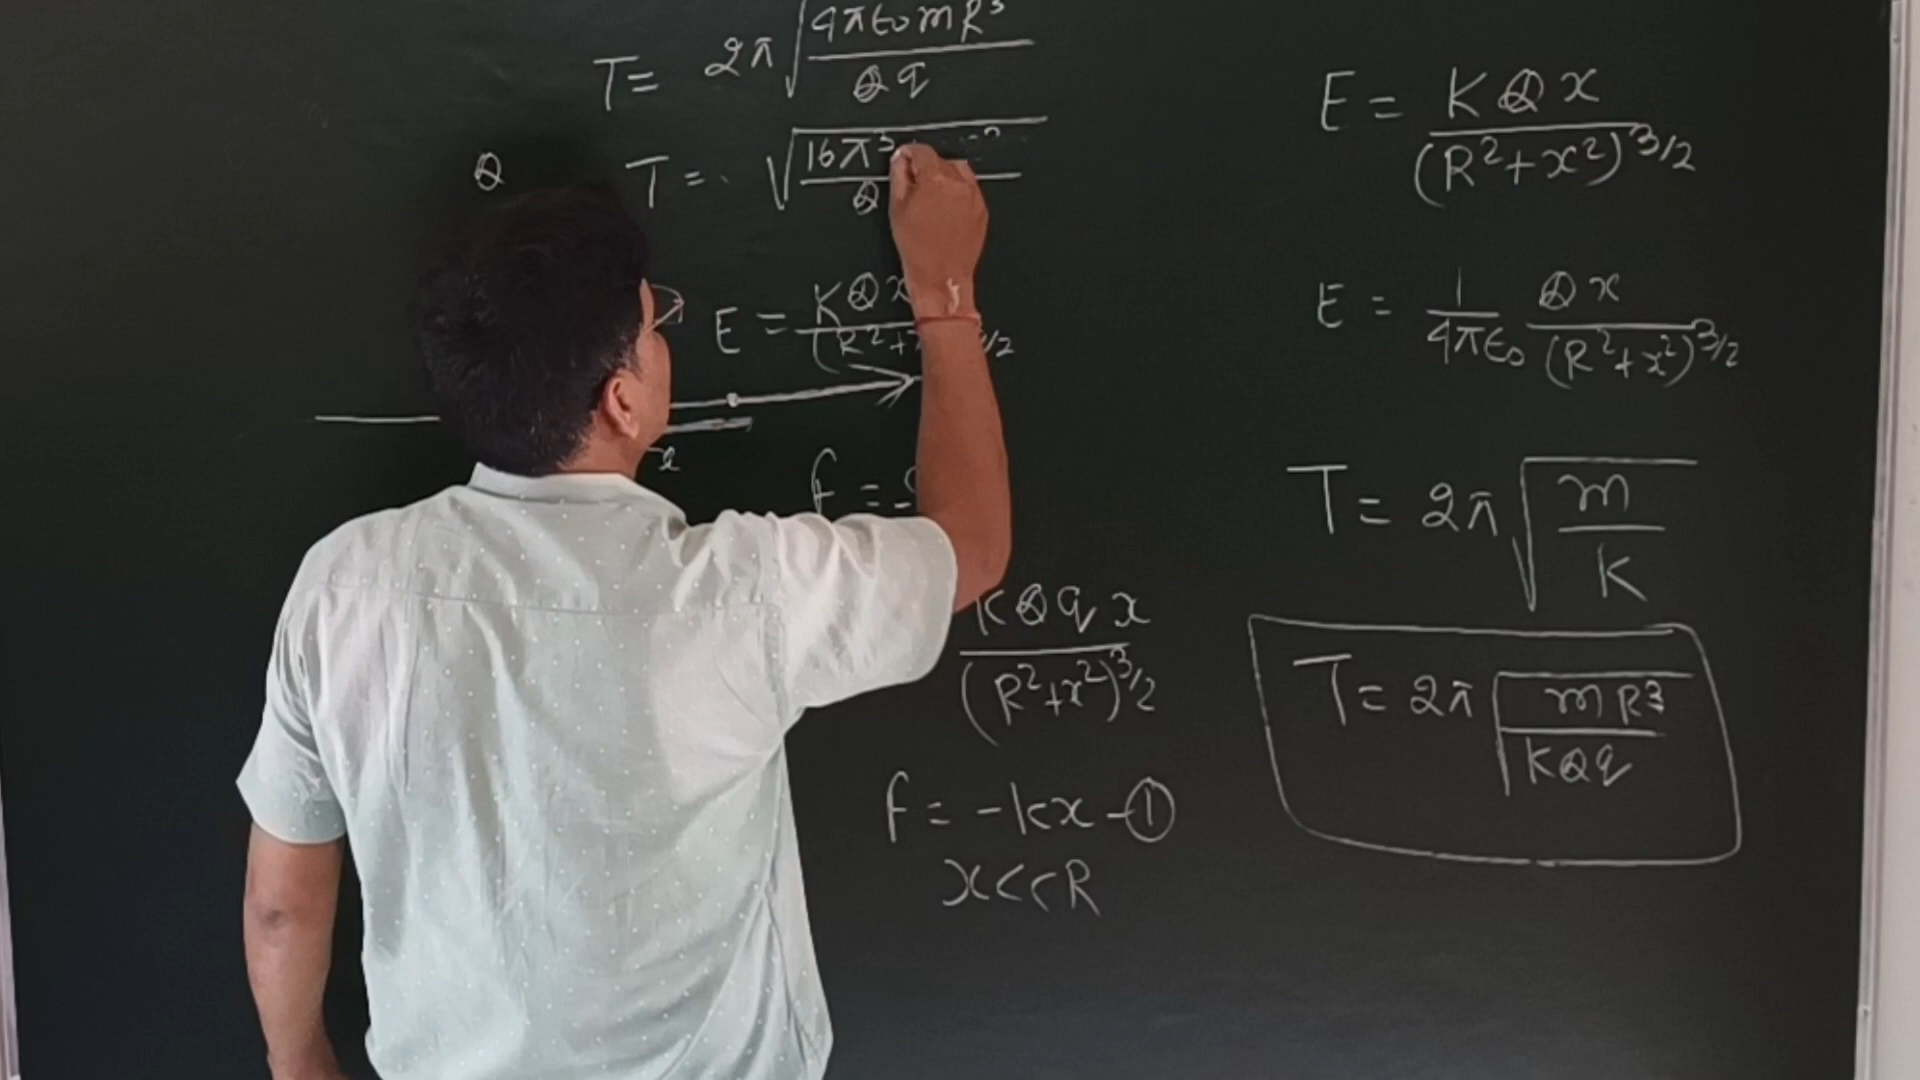 T = 2π √(4πϵ0mR³ / Qq)
Q
T = √(16π³ / Q
E = KQx / (R²+ 3/2
x
f =
KQqx / (R²+x²)^3/2
f = -kx -①
x<<R
E = KQx / (R²+x²)^3/2
E = 1/4πϵ0 Qx / (R²+x²)^3/2
T = 2π √(m / K)
T = 2π √(mR³ / KQq)